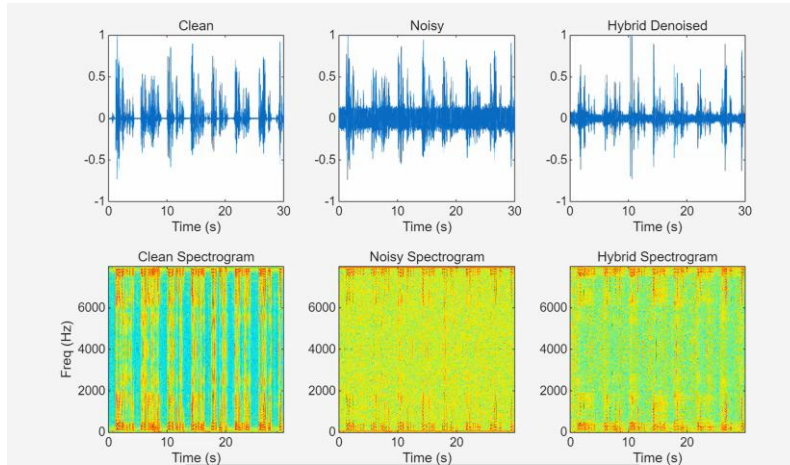 Clean
1
0.5
0
-0.5
-1
0 10 20 30
Time (s)
Noisy
1
0.5
0
-0.5
-1
0 10 20 30
Time (s)
Hybrid Denoised
1
0.5
0
-0.5
-1
0 10 20 30
Time (s)
Clean Spectrogram
Freq (Hz)
6000
4000
2000
0
0 10 20
Time (s)
Noisy Spectrogram
6000
4000
2000
0
0 10 20
Time (s)
Hybrid Spectrogram
6000
4000
2000
0
0 10 20
Time (s)